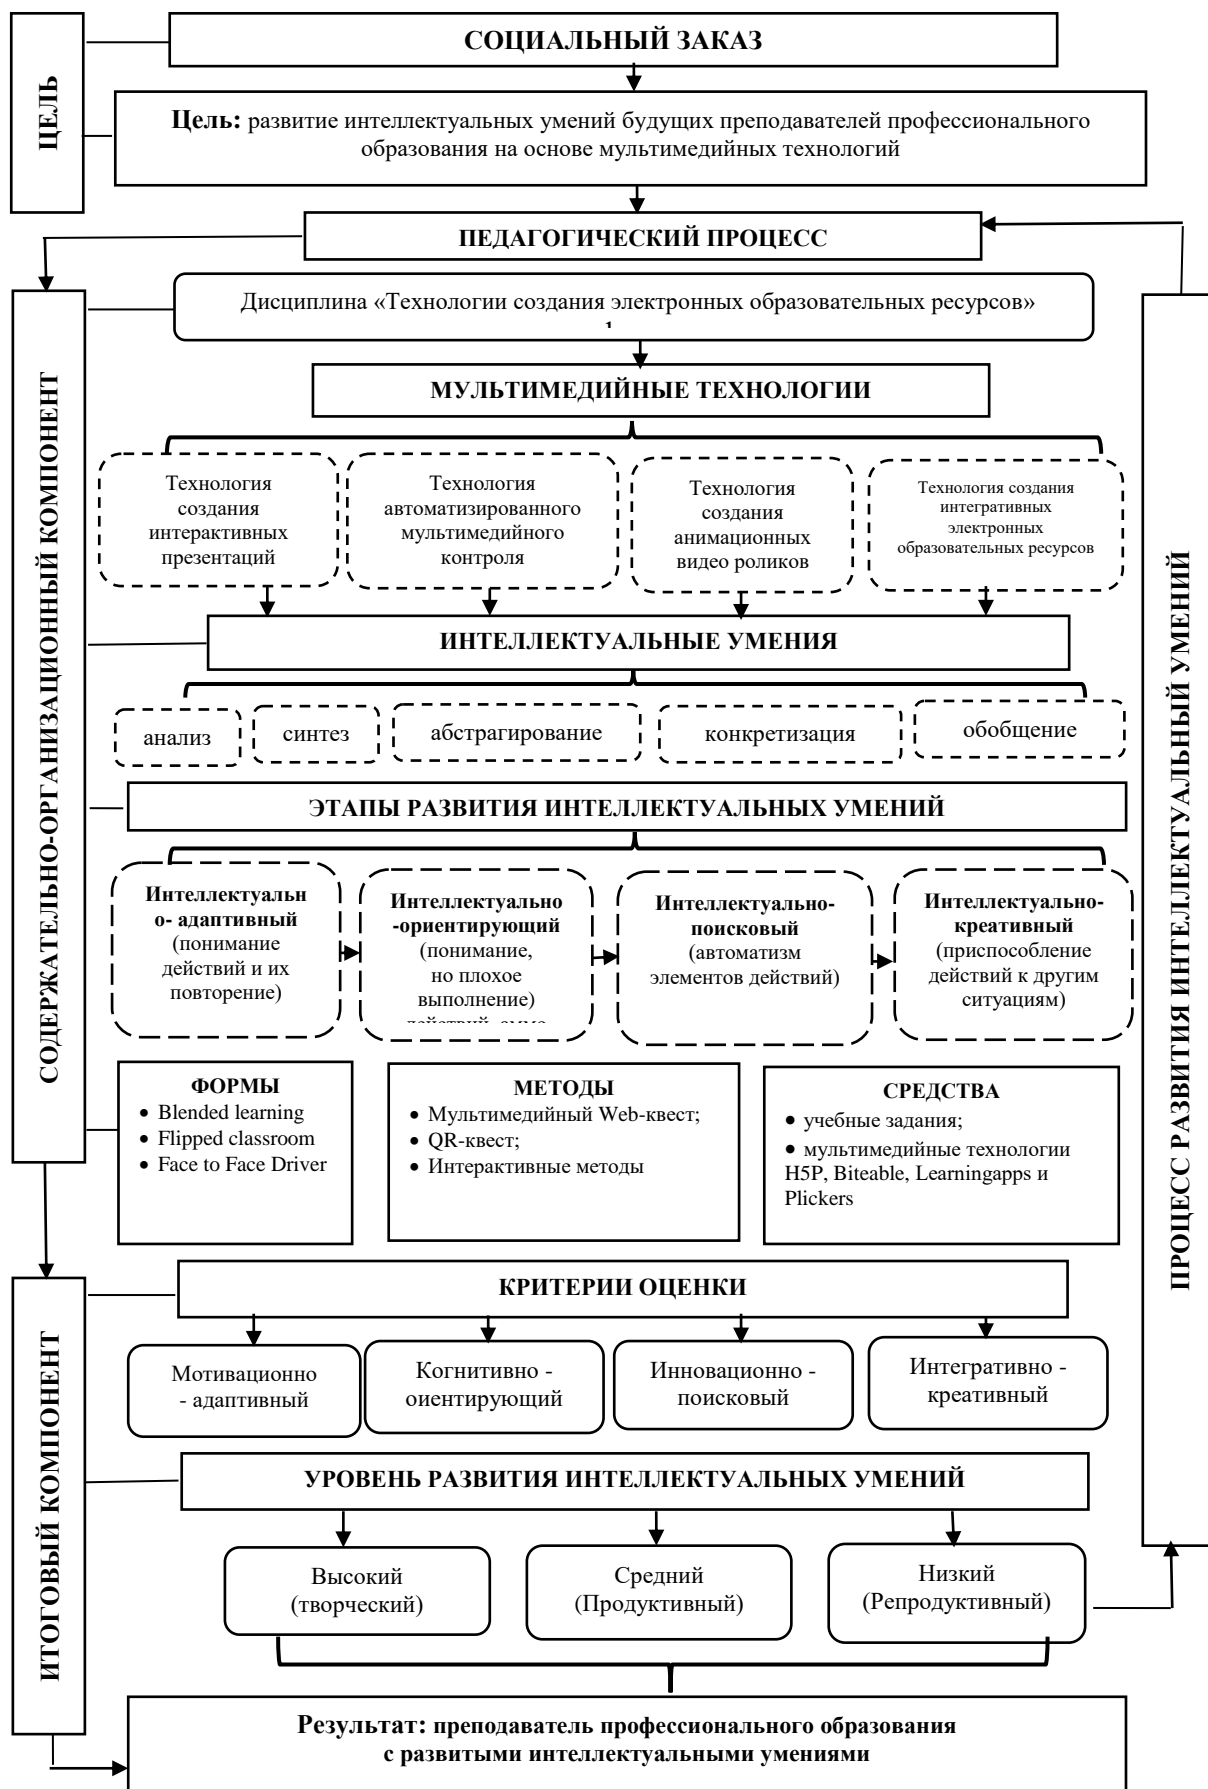 СОЦИАЛЬНЫЙ ЗАКАЗ
ЦЕЛЬ
Цель: развитие интеллектуальных умений будущих преподавателей профессионального
образования на основе мультимедийных технологий
ПЕДАГОГИЧЕСКИЙ ПРОЦЕСС
Дисциплина «Технологии создания электронных образовательных ресурсов»
СОДЕРЖАТЕЛЬНО-ОРГАНИЗАЦИОННЫЙ КОМПОНЕНТ
МУЛЬТИМЕДИЙНЫЕ ТЕХНОЛОГИИ
Технология
создания
интерактивных
презентаций
Технология
автоматизированного
мультимедийного
контроля
Технология
создания
анимационных
видео роликов
Технология создания
интегративных
электронных
образовательных ресурсов
ИНТЕЛЛЕКТУАЛЬНЫЕ УМЕНИЯ
анализ
синтез
абстрагирование
конкретизация
обобщение
ЭТАПЫ РАЗВИТИЯ ИНТЕЛЛЕКТУАЛЬНЫХ УМЕНИЙ
Интеллектуальн
о- адаптивный
(понимание
действий и их
повторение)
Интеллектуально
-ориентирующий
(понимание,
но плохое
выполнение)
Интеллектуально-
поисковый
(автоматизм
элементов действий)
Интеллектуально-
креативный
(приспособление
действий к другим
ситуациям)
ФОРМЫ
• Blended learning
• Flipped classroom
• Face to Face Driver
МЕТОДЫ
• Мультимедийный Web-квест;
• QR-квест;
• Интерактивные методы
СРЕДСТВА
• учебные задания;
• мультимедийные технологии
H5P, Biteable, Learningapps и
Plickers
ПРОЦЕСС РАЗВИТИЯ ИНТЕЛЛЕКТУАЛЬНЫЙ УМЕНИЙ
ИТОГОВЫЙ КОМПОНЕНТ
КРИТЕРИИ ОЦЕНКИ
Мотивационно
- адаптивный
Когнитивно -
оиентирующий
Инновационно -
поисковый
Интегративно -
креативный
УРОВЕНЬ РАЗВИТИЯ ИНТЕЛЛЕКТУАЛЬНЫХ УМЕНИЙ
Высокий
(творческий)
Средний
(Продуктивный)
Низкий
(Репродуктивный)
Результат: преподаватель профессионального образования
с развитыми интеллектуальными умениями